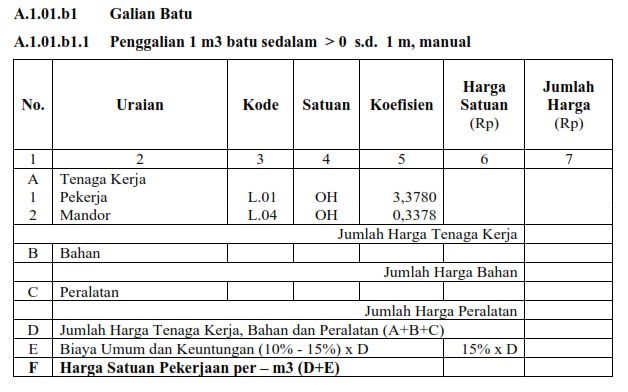 A.1.01.b1 Galian Batu
A.1.01.b1.1 Penggalian 1 m3 batu sedalam > 0 s.d. 1 m, manual
No. Uraian Kode Satuan Koefisien Harga Satuan (Rp) Jumlah Harga (Rp)
1 2 3 4 5 6 7
A Tenaga Kerja
1 Pekerja L.01 OH 3,3780
2 Mandor L.04 OH 0,3378
Jumlah Harga Tenaga Kerja
B Bahan
Jumlah Harga Bahan
C Peralatan
Jumlah Harga Peralatan
D Jumlah Harga Tenaga Kerja, Bahan dan Peralatan (A+B+C)
E Biaya Umum dan Keuntungan (10% - 15%) x D 15% x D
F Harga Satuan Pekerjaan per – m3 (D+E)